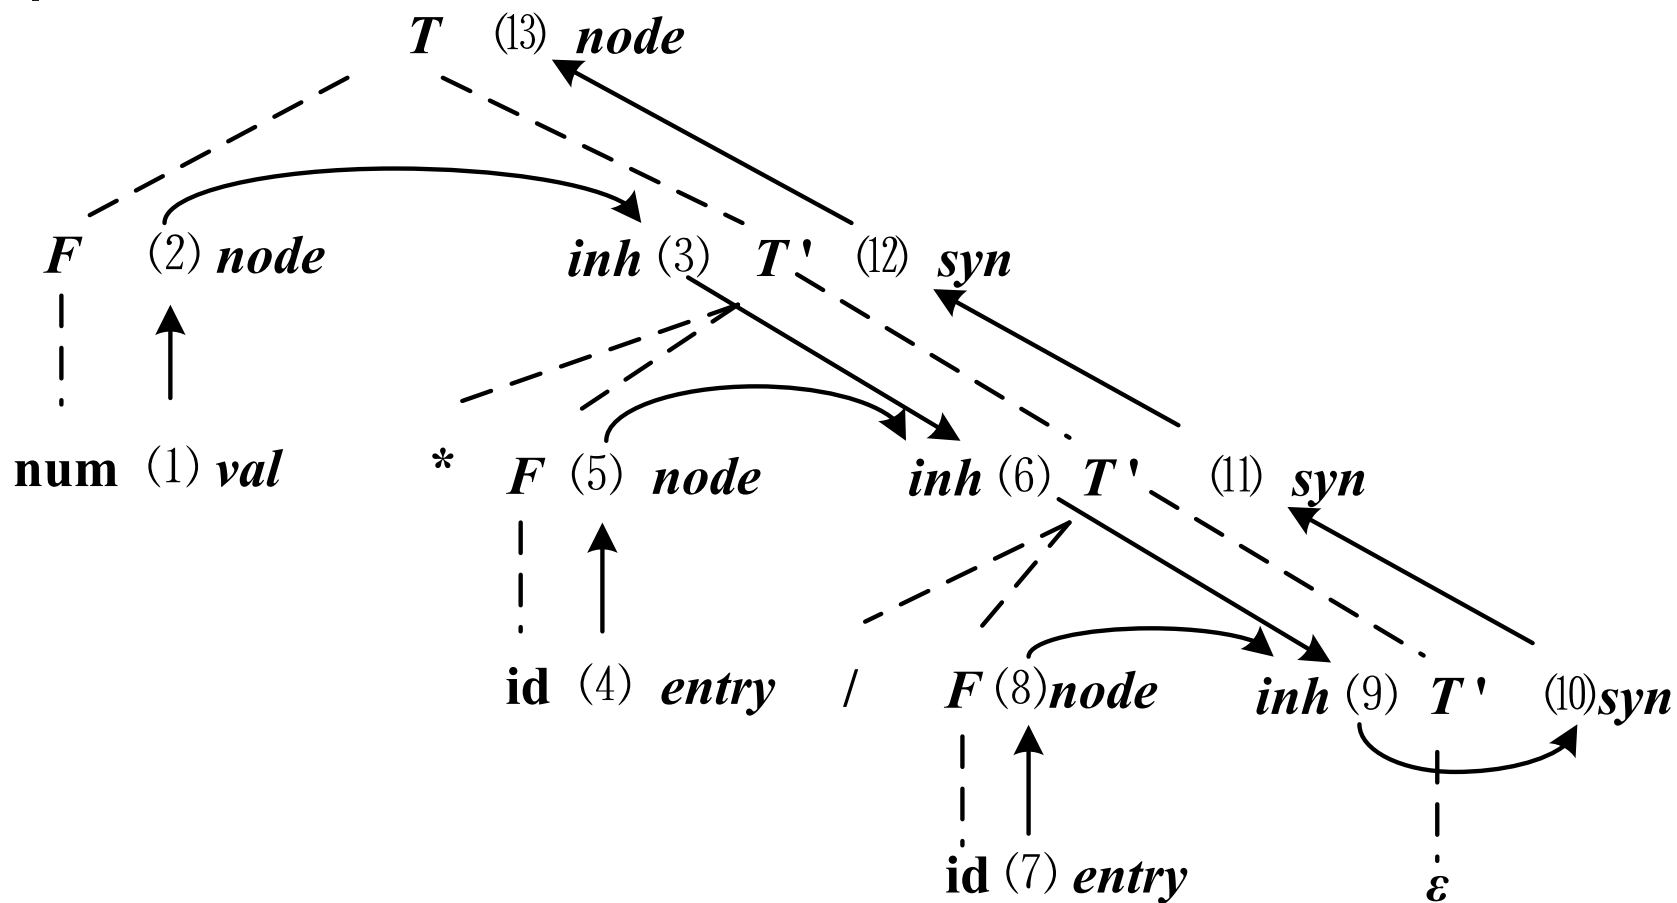 T (13) node
F (2) node inh (3) T' (12) syn
num (1) val * F (5) node inh (6) T' (11) syn
id (4) entry / F (8) node inh (9) T' (10) syn
id (7) entry ε